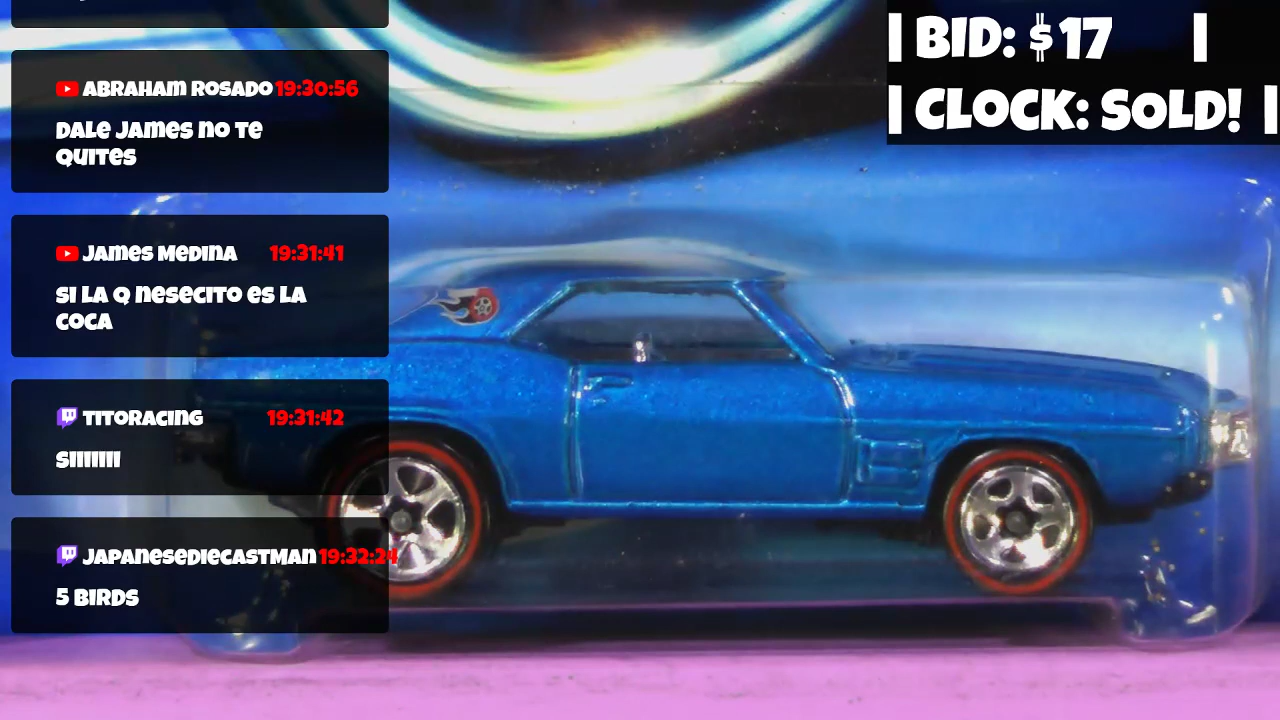 ABRAHAM ROSADO 19:30:56
DALE JAMES NO TE
QUITES
JAMES MEDINA 19:31:41
SI LA Q NESECITO ES LA
COCA
TITORACING 19:31:42
SIIIIIII
JAPANESEDIECASTMAN 19:32:24
5 BIRDS
| BID: $17 |
| CLOCK: SOLD! |